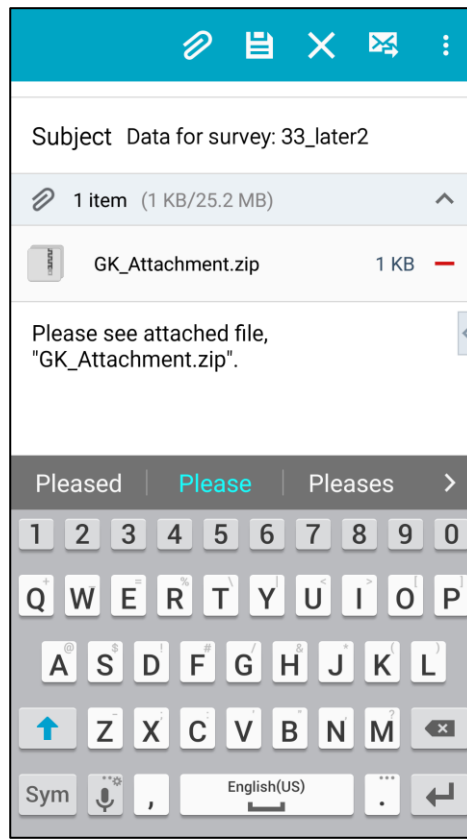 Subject Data for survey: 33_later2
1 item (1 KB/25.2 MB)
GK_Attachment.zip 1 KB
Please see attached file,
"GK_Attachment.zip".
Pleased Please Pleases
1 2 3 4 5 6 7 8 9 0
Q W E R T Y U I O P
A S D F G H J K L
Z X C V B N M
Sym , English(US) .